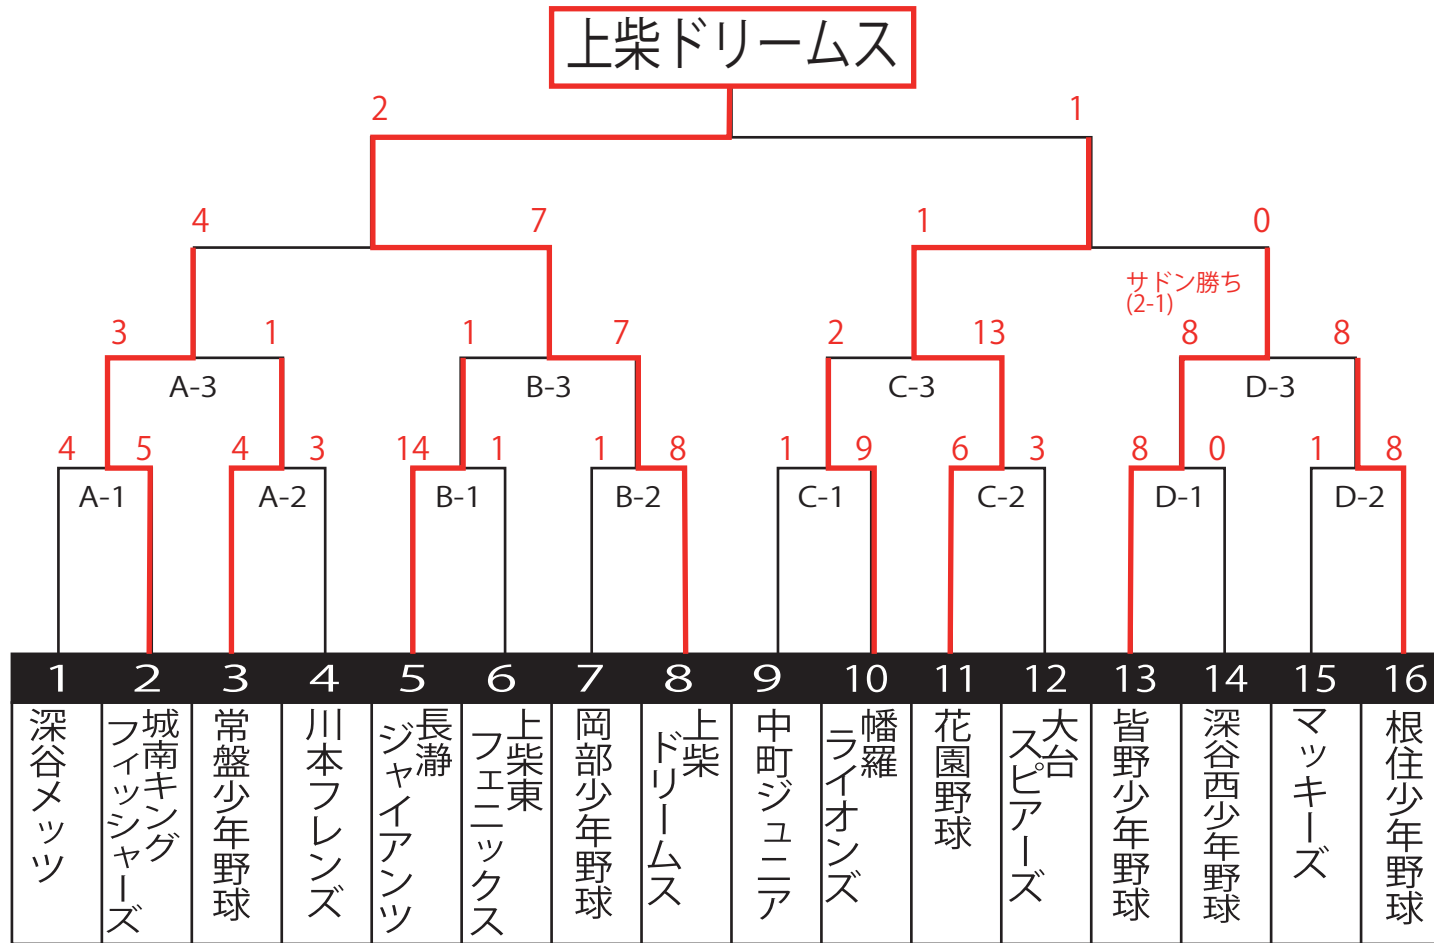 上柴ドリームス
2
1
4
7
1
0
サドン勝ち
(2-1)
3
1
1
7
2
13
8
8
A-3
B-3
C-3
D-3
4
5
4
3
14
1
1
8
1
9
6
3
8
0
1
8
A-1
A-2
B-1
B-2
C-1
C-2
D-1
D-2
1
2
3
4
5
6
7
8
9
10
11
12
13
14
15
16
深谷メッツ
城南キング
フィッシャーズ
常盤少年野球
川本フレンズ
長瀞
ジャイアンツ
上柴東
フェニックス
岡部少年野球
上柴
ドリームス
中町ジュニア
幡羅
ライオンズ
花園野球
大台
スピアーズ
皆野少年野球
深谷西少年野球
マッキーズ
根住少年野球